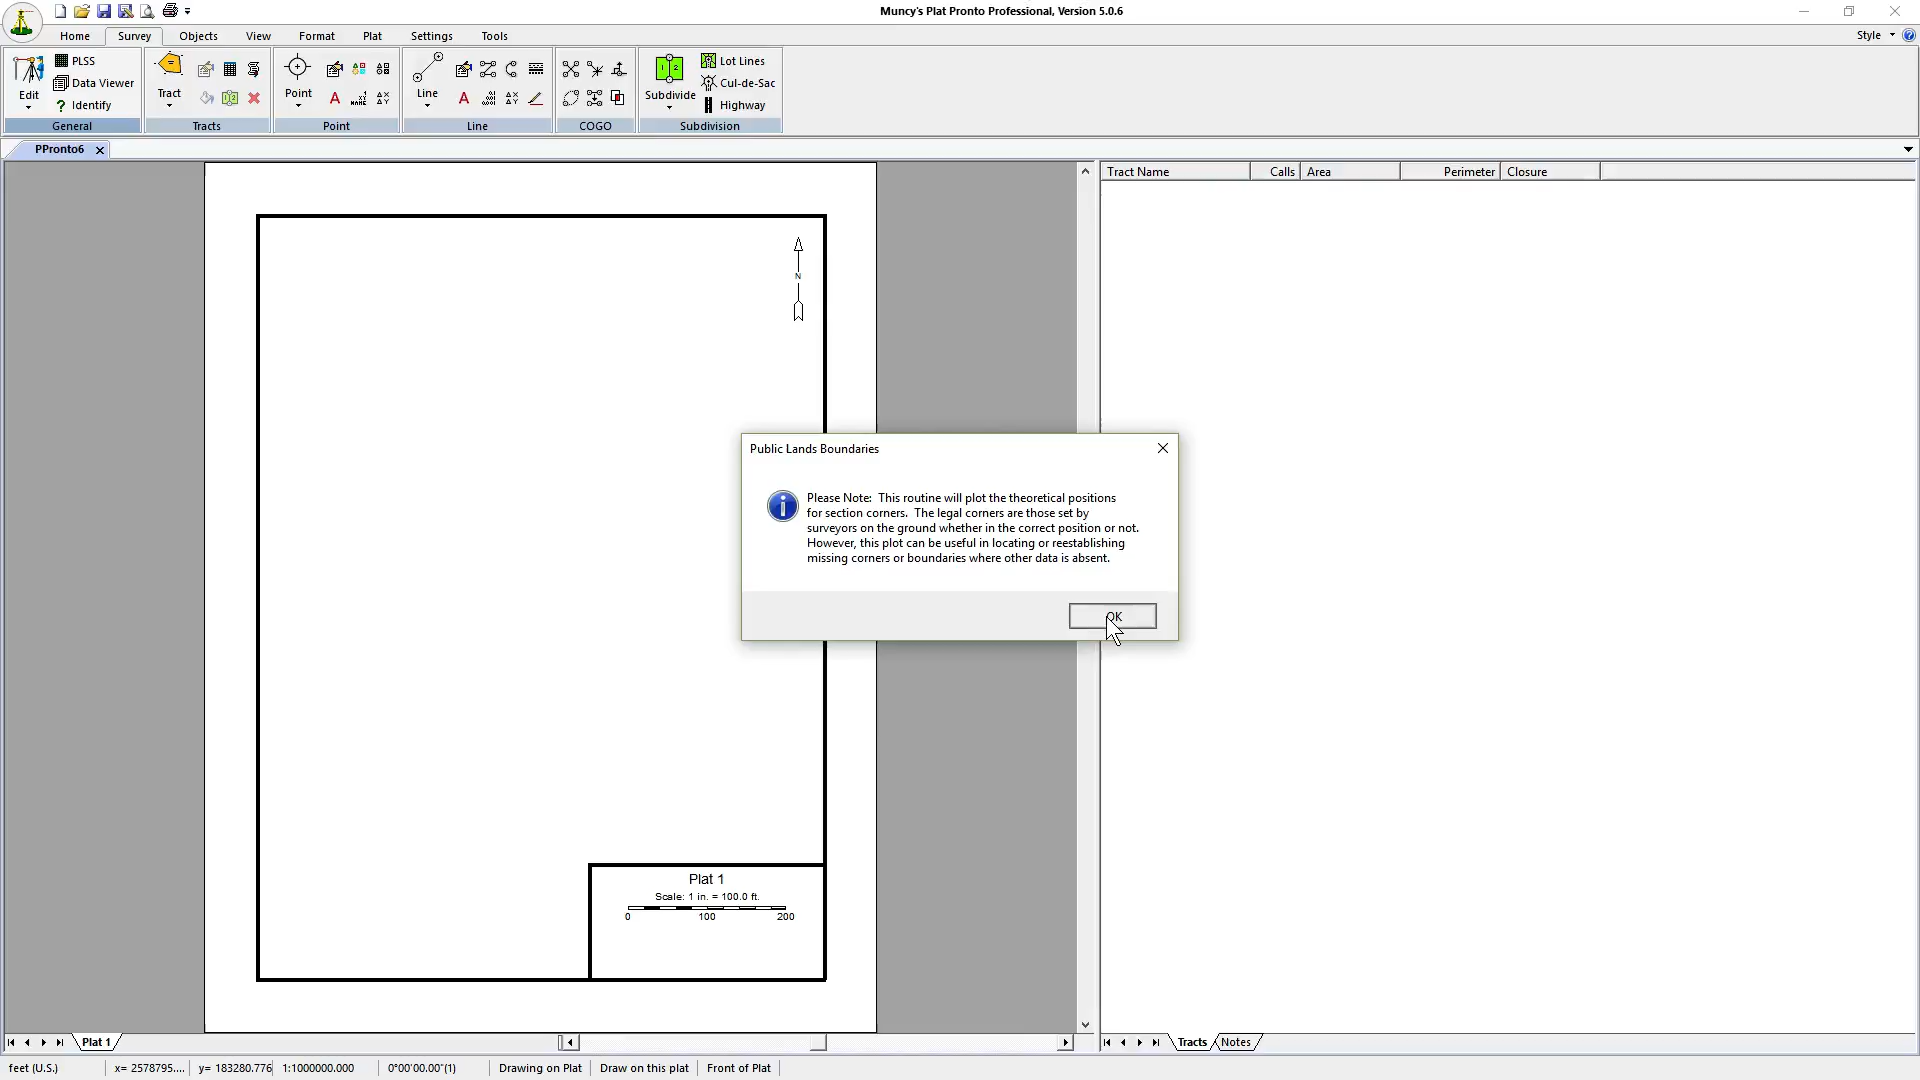 Muncy's Plat Pronto Professional, Version 5.0.6
Home Survey Objects View Format Plat Settings Tools Style
Edit
PLSS
Data Viewer
Identify
Tract
Point
Line
Subdivide
Lot Lines
Cul-de-Sac
Highway
General Tracts Point Line COGO Subdivision
PPronto6
Tract Name Calls Area Perimeter Closure
N
Public Lands Boundaries
Please Note: This routine will plot the theoretical positions
for section corners. The legal corners are those set by
surveyors on the ground whether in the correct position or not.
However, this plot can be useful in locating or reestablishing
missing corners or boundaries where other data is absent.
OK
Plat 1
Scale: 1 in. = 100.0 ft.
0 100 200
Plat 1
Tracts Notes
feet (U.S.) x= 2578795.... y= 183280.776 1:1000000.000 0°00'00.00"(1) Drawing on Plat Draw on this plat Front of Plat